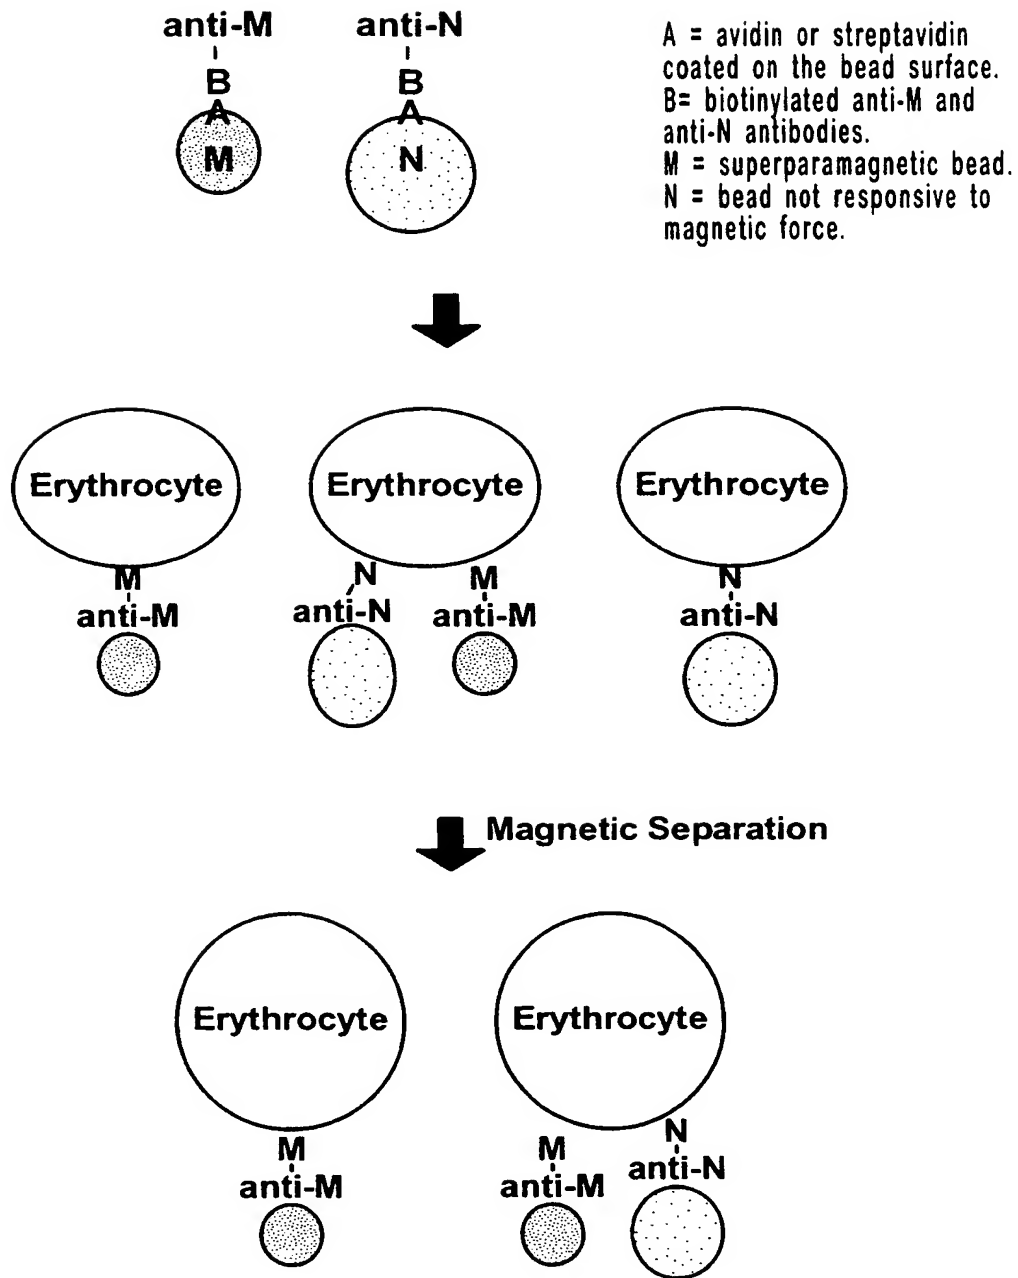 anti-M
anti-N
B
B
A
A
M
N
A = avidin or streptavidin
coated on the bead surface.
B= biotinylated anti-M and
anti-N antibodies.
M = superparamagnetic bead.
N = bead not responsive to
magnetic force.
Erythrocyte
Erythrocyte
Erythrocyte
M
anti-M
N
anti-N
M
anti-M
N
anti-N
Magnetic Separation
Erythrocyte
Erythrocyte
M
anti-M
M
anti-M
N
anti-N